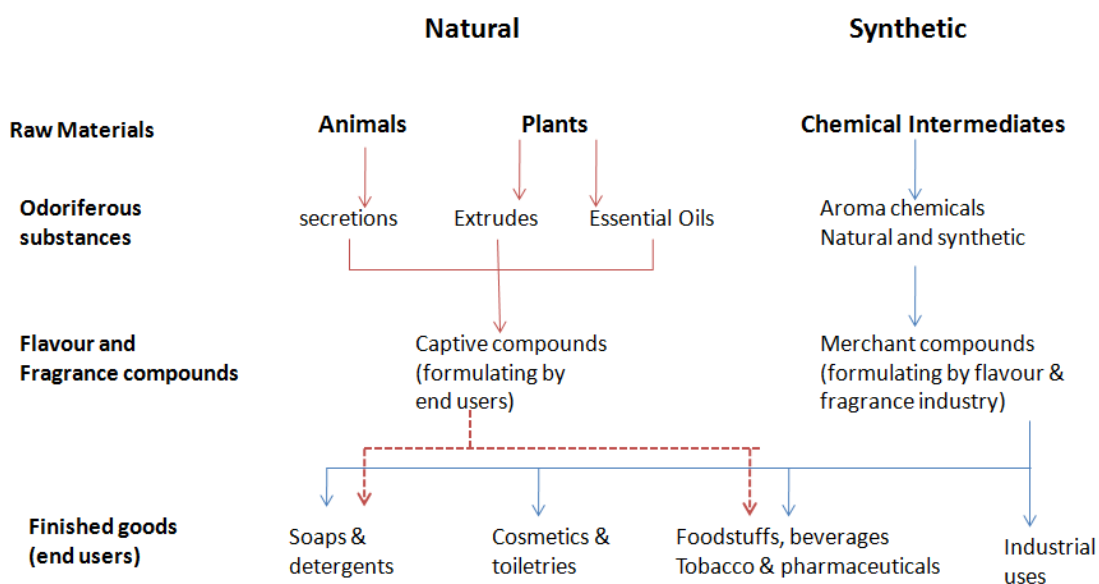 Natural
Synthetic
Raw Materials
Animals
Plants
Chemical Intermediates
Odoriferous
substances
secretions
Extrudes
Essential Oils
Aroma chemicals
Natural and synthetic
Flavour and
Fragrance compounds
Captive compounds
(formulating by
end users)
Merchant compounds
(formulating by flavour &
fragrance industry)
Finished goods
(end users)
Soaps &
detergents
Cosmetics &
toiletries
Foodstuffs, beverages
Tobacco & pharmaceuticals
Industrial
uses